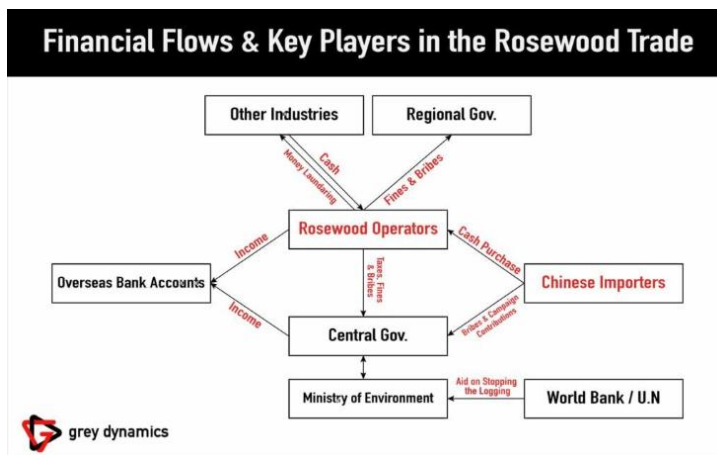 Financial Flows & Key Players in the Rosewood Trade
Other Industries
Regional Gov.
Cash
Money Laundaring
Fines & Bribes
Rosewood Operators
Income
Taxes, Fines
& Bribes
Cash Purchase
Overseas Bank Accounts
Chinese Importers
Income
Bribes & Campaign
Contributions
Central Gov.
Ministry of Environment
Aid on Stopping
the Logging
World Bank / U.N
grey dynamics